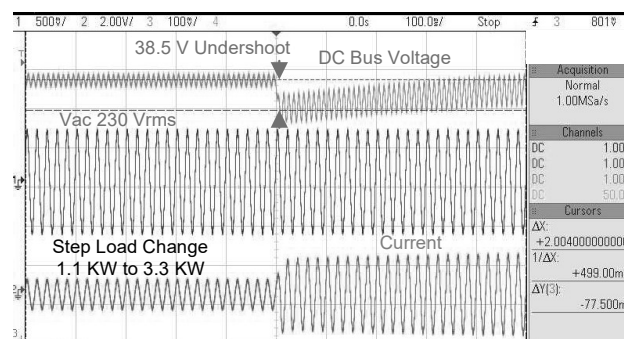 1 500V/ 2 2.00V/ 3 100V/ 4 0.0s 100.0s/ Stop 3 801V
38.5 V Undershoot
DC Bus Voltage
Vac 230 Vrms
Step Load Change
1.1 KW to 3.3 KW
Current
Acquisition
Normal
1.00MSa/s
Channels
DC 1.00
DC 1.00
DC 1.00
DC 50.0
Cursors
ΔX:
+2.00400000000
1/ΔX:
+499.00m
ΔY(3):
-77.500m